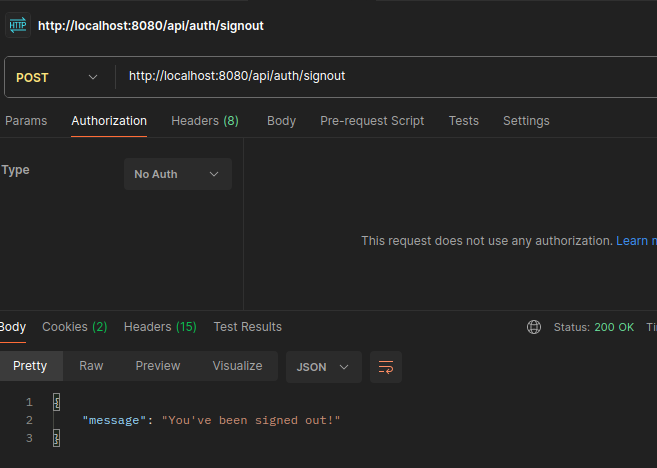 HTTP http://localhost:8080/api/auth/signout
POST http://localhost:8080/api/auth/signout
Params Authorization Headers (8) Body Pre-request Script Tests Settings
Type No Auth
This request does not use any authorization. Learn
Body Cookies (2) Headers (15) Test Results Status: 200 OK
Pretty Raw Preview Visualize JSON
1 {
2 "message": "You've been signed out!"
3 }